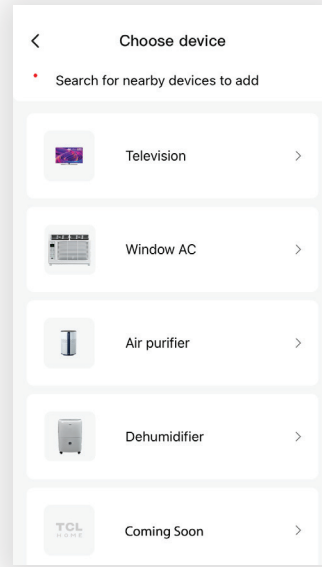 Choose device
Search for nearby devices to add
Television
Window AC
Air purifier
Dehumidifier
TCL
HOME
Coming Soon